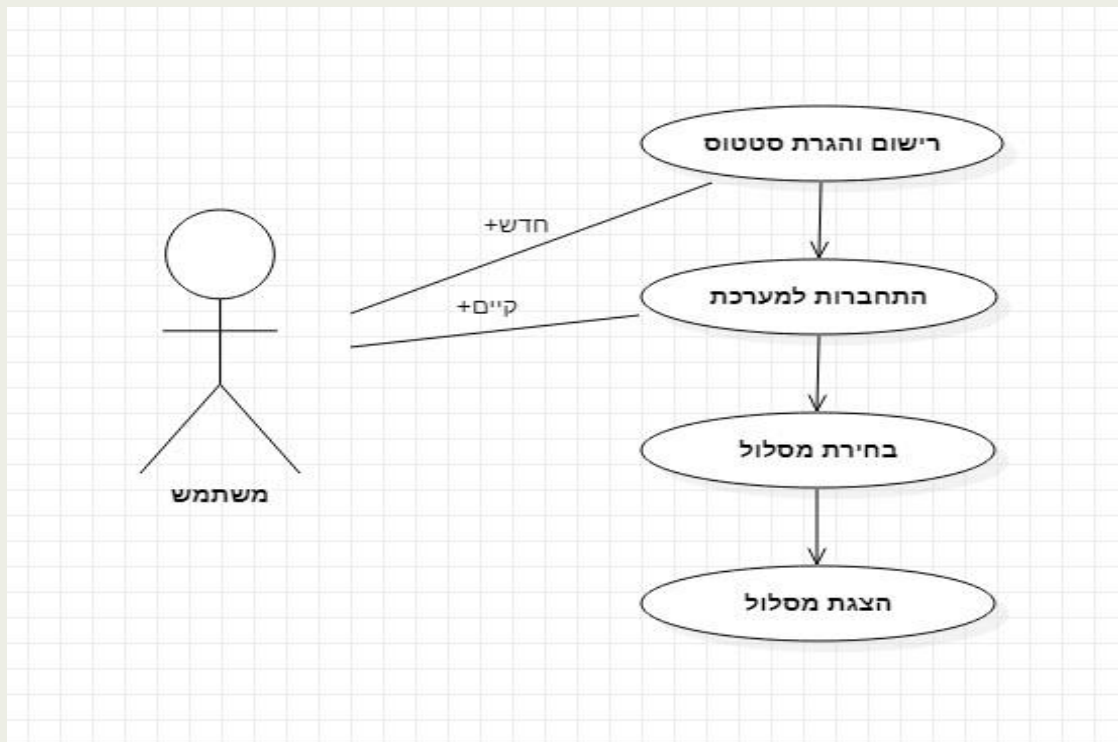 רישום והגרת סטטוס
+חדש
התחברות למערכת
+קיים
בחירת מסלול
משתמש
הצגת מסלול